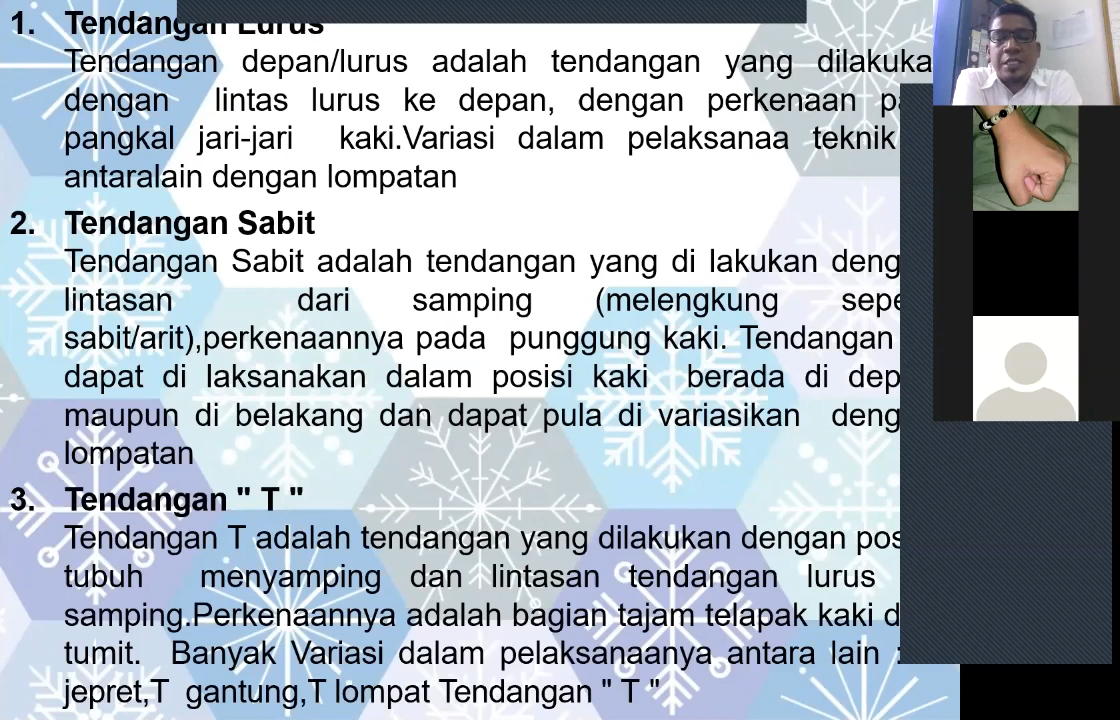 1. Tendangan Lurus
Tendangan depan/lurus adalah tendangan yang dilakuka
dengan lintas lurus ke depan, dengan perkenaan
pangkal jari-jari kaki.Variasi dalam pelaksanaa teknik
antaralain dengan lompatan
2. Tendangan Sabit
Tendangan Sabit adalah tendangan yang di lakukan deng
lintasan dari samping (melengkung sepe
sabit/arit),perkenaannya pada punggung kaki. Tendangan
dapat di laksanakan dalam posisi kaki berada di dep
maupun di belakang dan dapat pula di variasikan deng
lompatan
3. Tendangan " T "
Tendangan T adalah tendangan yang dilakukan dengan pos
tubuh menyamping dan lintasan tendangan lurus
samping.Perkenaannya adalah bagian tajam telapak kaki d
tumit. Banyak Variasi dalam pelaksanaanya antara lain :
jepret,T gantung,T lompat Tendangan " T "